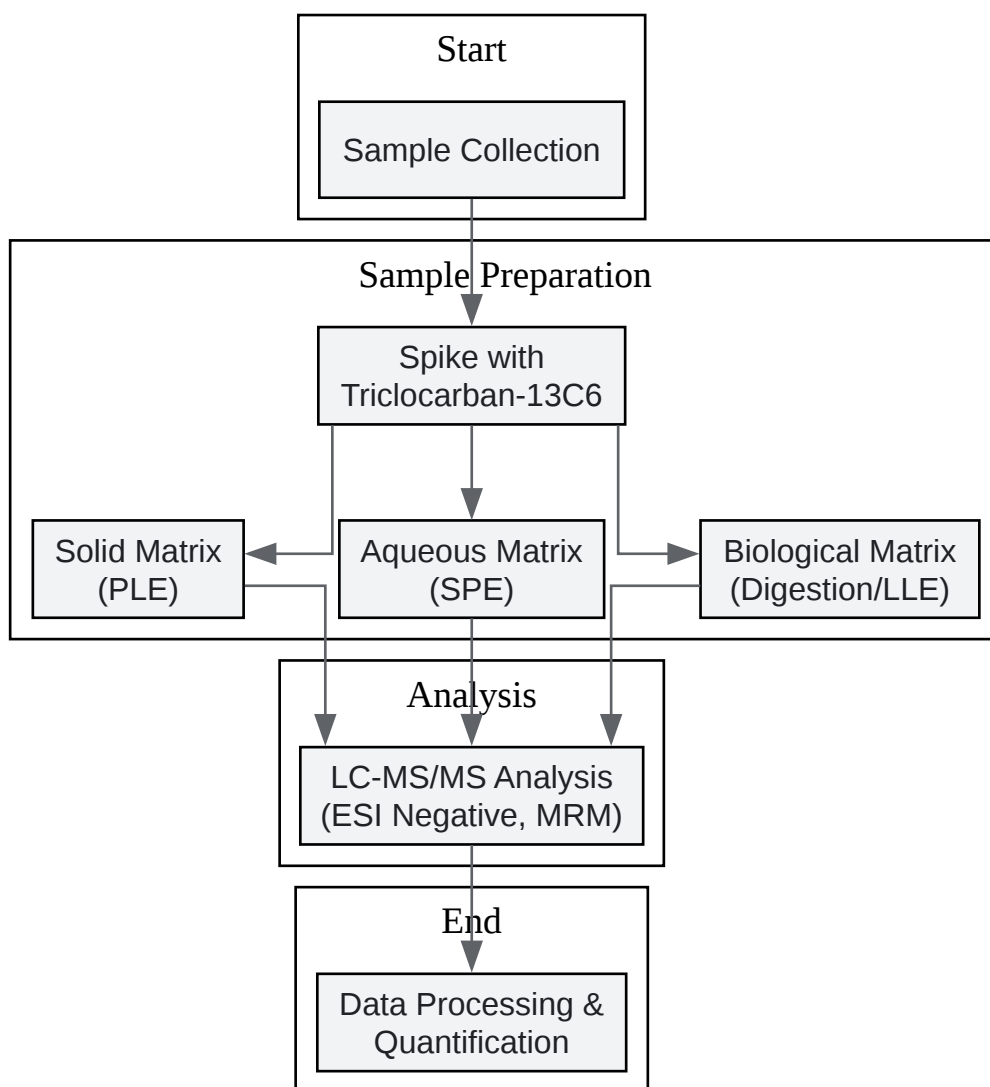 Start
Sample Collection
Sample Preparation
Spike with
Triclocarban-13C6
Solid Matrix
(PLE)
Aqueous Matrix
(SPE)
Biological Matrix
(Digestion/LLE)
Analysis
LC-MS/MS Analysis
(ESI Negative, MRM)
End
Data Processing &
Quantification